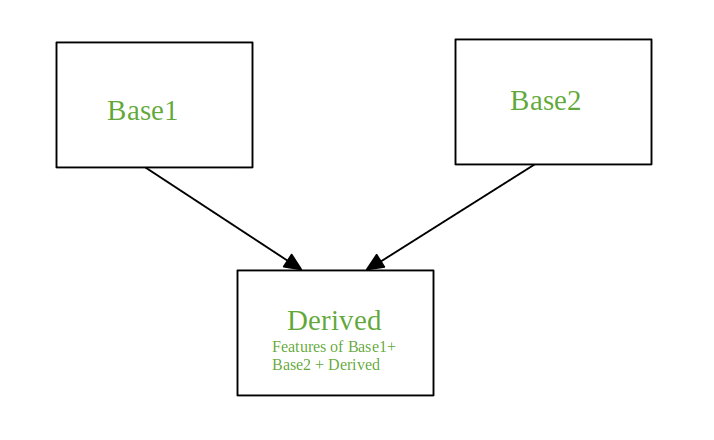 Base1
Base2
Derived
Features of Base1+
Base2 + Derived